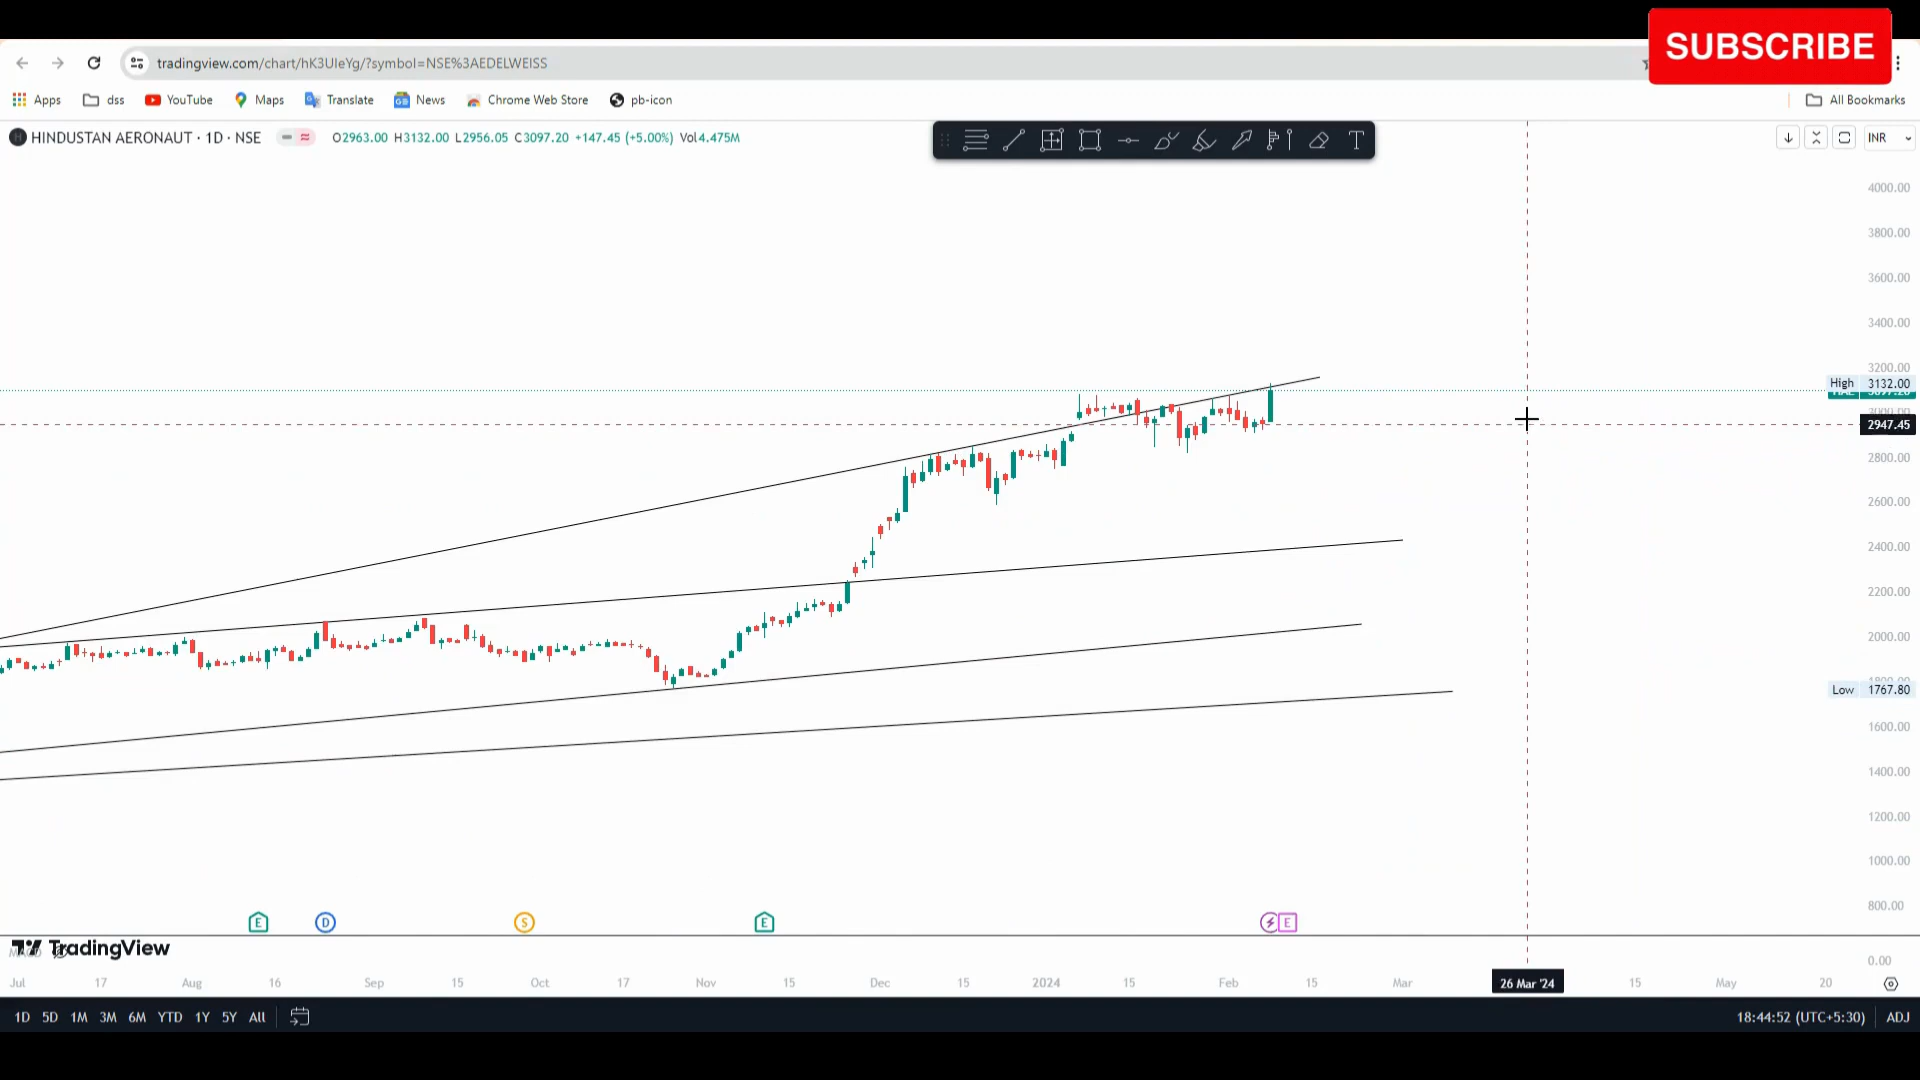 SUBSCRIBE
tradingview.com/chart/hK3UIeYg/?symbol=NSE%3AEDELWEISS
Apps dss YouTube Maps Translate News Chrome Web Store pb-icon All Bookmarks
HINDUSTAN AERONAUT · 1D · NSE O2963.00 H3132.00 L2956.05 C3097.20 +147.45 (+5.00%) Vol4.475M INR
4000.00
3800.00
3600.00
3400.00
3200.00
High 3132.00
2947.45
2800.00
2600.00
2400.00
2200.00
2000.00
Low 1767.80
1600.00
1400.00
1200.00
1000.00
800.00
E D S E E
TradingView
0.00
Jul 17 Aug 16 Sep 15 Oct 17 Nov 15 Dec 15 2024 15 Feb 15 Mar 26 Mar '24 15 May 20
1D 5D 1M 3M 6M YTD 1Y 5Y All 18:44:52 (UTC+5:30) ADJ